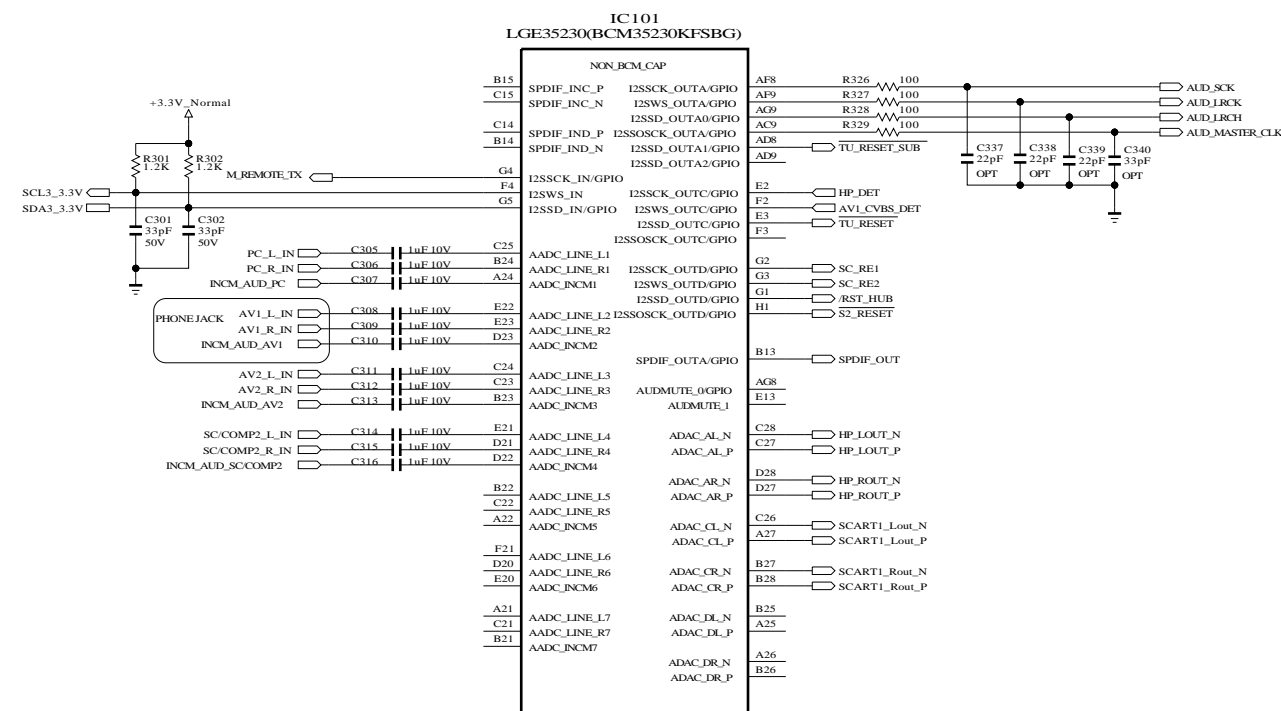 IC101
LGE35230(BCM35230KFSBG)
NON_BCM_CAP
+3.3V_Normal
R301
1.2K
R302
1.2K
M_REMOTE_TX
SCL3_3.3V
SDA3_3.3V
C301
33pF
50V
C302
33pF
50V
B15 SPDIF_INC_P
C15 SPDIF_INC_N
C14 SPDIF_IND_P
B14 SPDIF_IND_N
G4 I2SSCK_IN/GPIO
F4 I2SWS_IN
G5 I2SSD_IN/GPIO
PC_L_IN C305 1uF 10V C25 AADC_LINE_L1
PC_R_IN C306 1uF 10V B24 AADC_LINE_R1
INCM_AUD_PC C307 1uF 10V A24 AADC_INCM1
PHONE JACK
AV1_L_IN C308 1uF 10V E22 AADC_LINE_L2
AV1_R_IN C309 1uF 10V E23 AADC_LINE_R2
INCM_AUD_AV1 C310 1uF 10V D23 AADC_INCM2
AV2_L_IN C311 1uF 10V C24 AADC_LINE_L3
AV2_R_IN C312 1uF 10V C23 AADC_LINE_R3
INCM_AUD_AV2 C313 1uF 10V B23 AADC_INCM3
SC/COMP2_L_IN C314 1uF 10V E21 AADC_LINE_L4
SC/COMP2_R_IN C315 1uF 10V D21 AADC_LINE_R4
INCM_AUD_SC/COMP2 C316 1uF 10V D22 AADC_INCM4
B22 AADC_LINE_L5
C22 AADC_LINE_R5
A22 AADC_INCM5
F21 AADC_LINE_L6
D20 AADC_LINE_R6
E20 AADC_INCM6
A21 AADC_LINE_L7
C21 AADC_LINE_R7
B21 AADC_INCM7
I2SSCK_OUTA/GPIO AF8 R326 100 AUD_SCK
I2SWS_OUTA/GPIO AF9 R327 100 AUD_LRCK
I2SSD_OUTA0/GPIO AG9 R328 100 AUD_LRCH
I2SSOSCK_OUTA/GPIO AC9 R329 100 AUD_MASTER_CLK
I2SSD_OUTA1/GPIO AD8 TU_RESET_SUB
I2SSD_OUTA2/GPIO AD9
C337
22pF
OPT
C338
22pF
OPT
C339
22pF
OPT
C340
33pF
OPT
I2SSCK_OUTC/GPIO E2 HP_DET
I2SWS_OUTC/GPIO F2 AV1_CVBS_DET
I2SSD_OUTC/GPIO E3 TU_RESET
I2SSOSCK_OUTC/GPIO F3
I2SSCK_OUTD/GPIO G2 SC_RE1
I2SWS_OUTD/GPIO G3 SC_RE2
I2SSD_OUTD/GPIO G1 /RST_HUB
I2SSOSCK_OUTD/GPIO H1 S2_RESET
SPDIF_OUTA/GPIO B13 SPDIF_OUT
AUDMUTE_0/GPIO AG8
AUDMUTE_1 E13
ADAC_AL_N C28 HP_LOUT_N
ADAC_AL_P C27 HP_LOUT_P
ADAC_AR_N D28 HP_ROUT_N
ADAC_AR_P D27 HP_ROUT_P
ADAC_CL_N C26 SCART1_Lout_N
ADAC_CL_P A27 SCART1_Lout_P
ADAC_CR_N B27 SCART1_Rout_N
ADAC_CR_P B28 SCART1_Rout_P
ADAC_DL_N B25
ADAC_DL_P A25
ADAC_DR_N A26
ADAC_DR_P B26